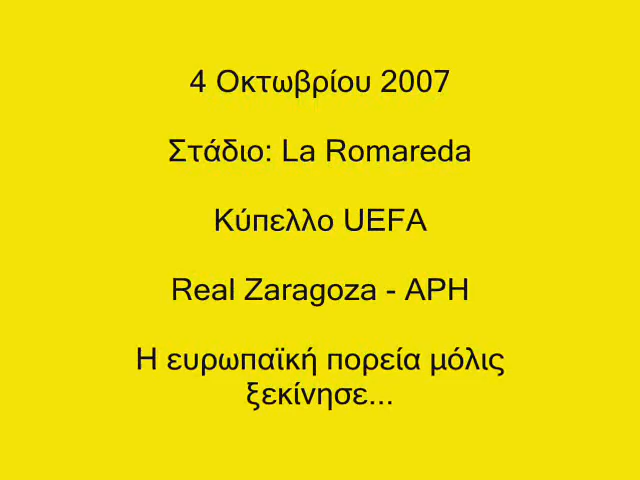 4 Οκτωβρίου 2007
Στάδιο: La Romareda
Κύπελλο UEFA
Real Zaragoza - ΑΡΗ
Η ευρωπαϊκή πορεία μόλις
ξεκίνησε...